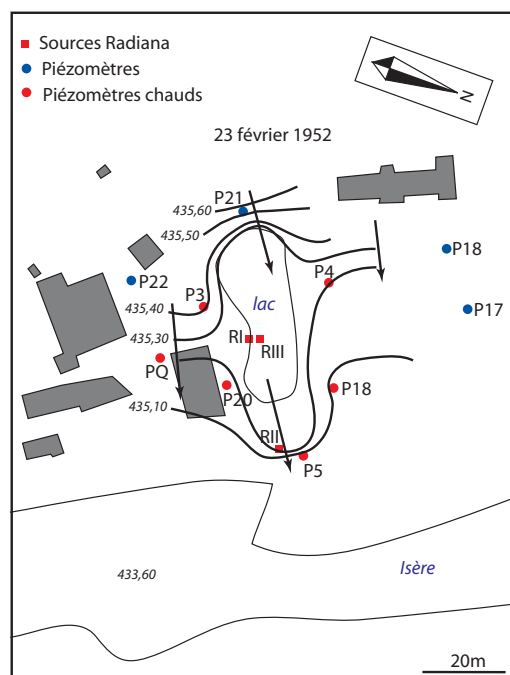 Sources Radiana
Piézomètres
Piézomètres chauds
N
23 février 1952
P21
435,60
435,50
P18
P22
P4
P3
lac
435,40
P17
RI
435,30
RIII
PQ
P20
P18
435,10
RII
P5
Isère
433,60
20m